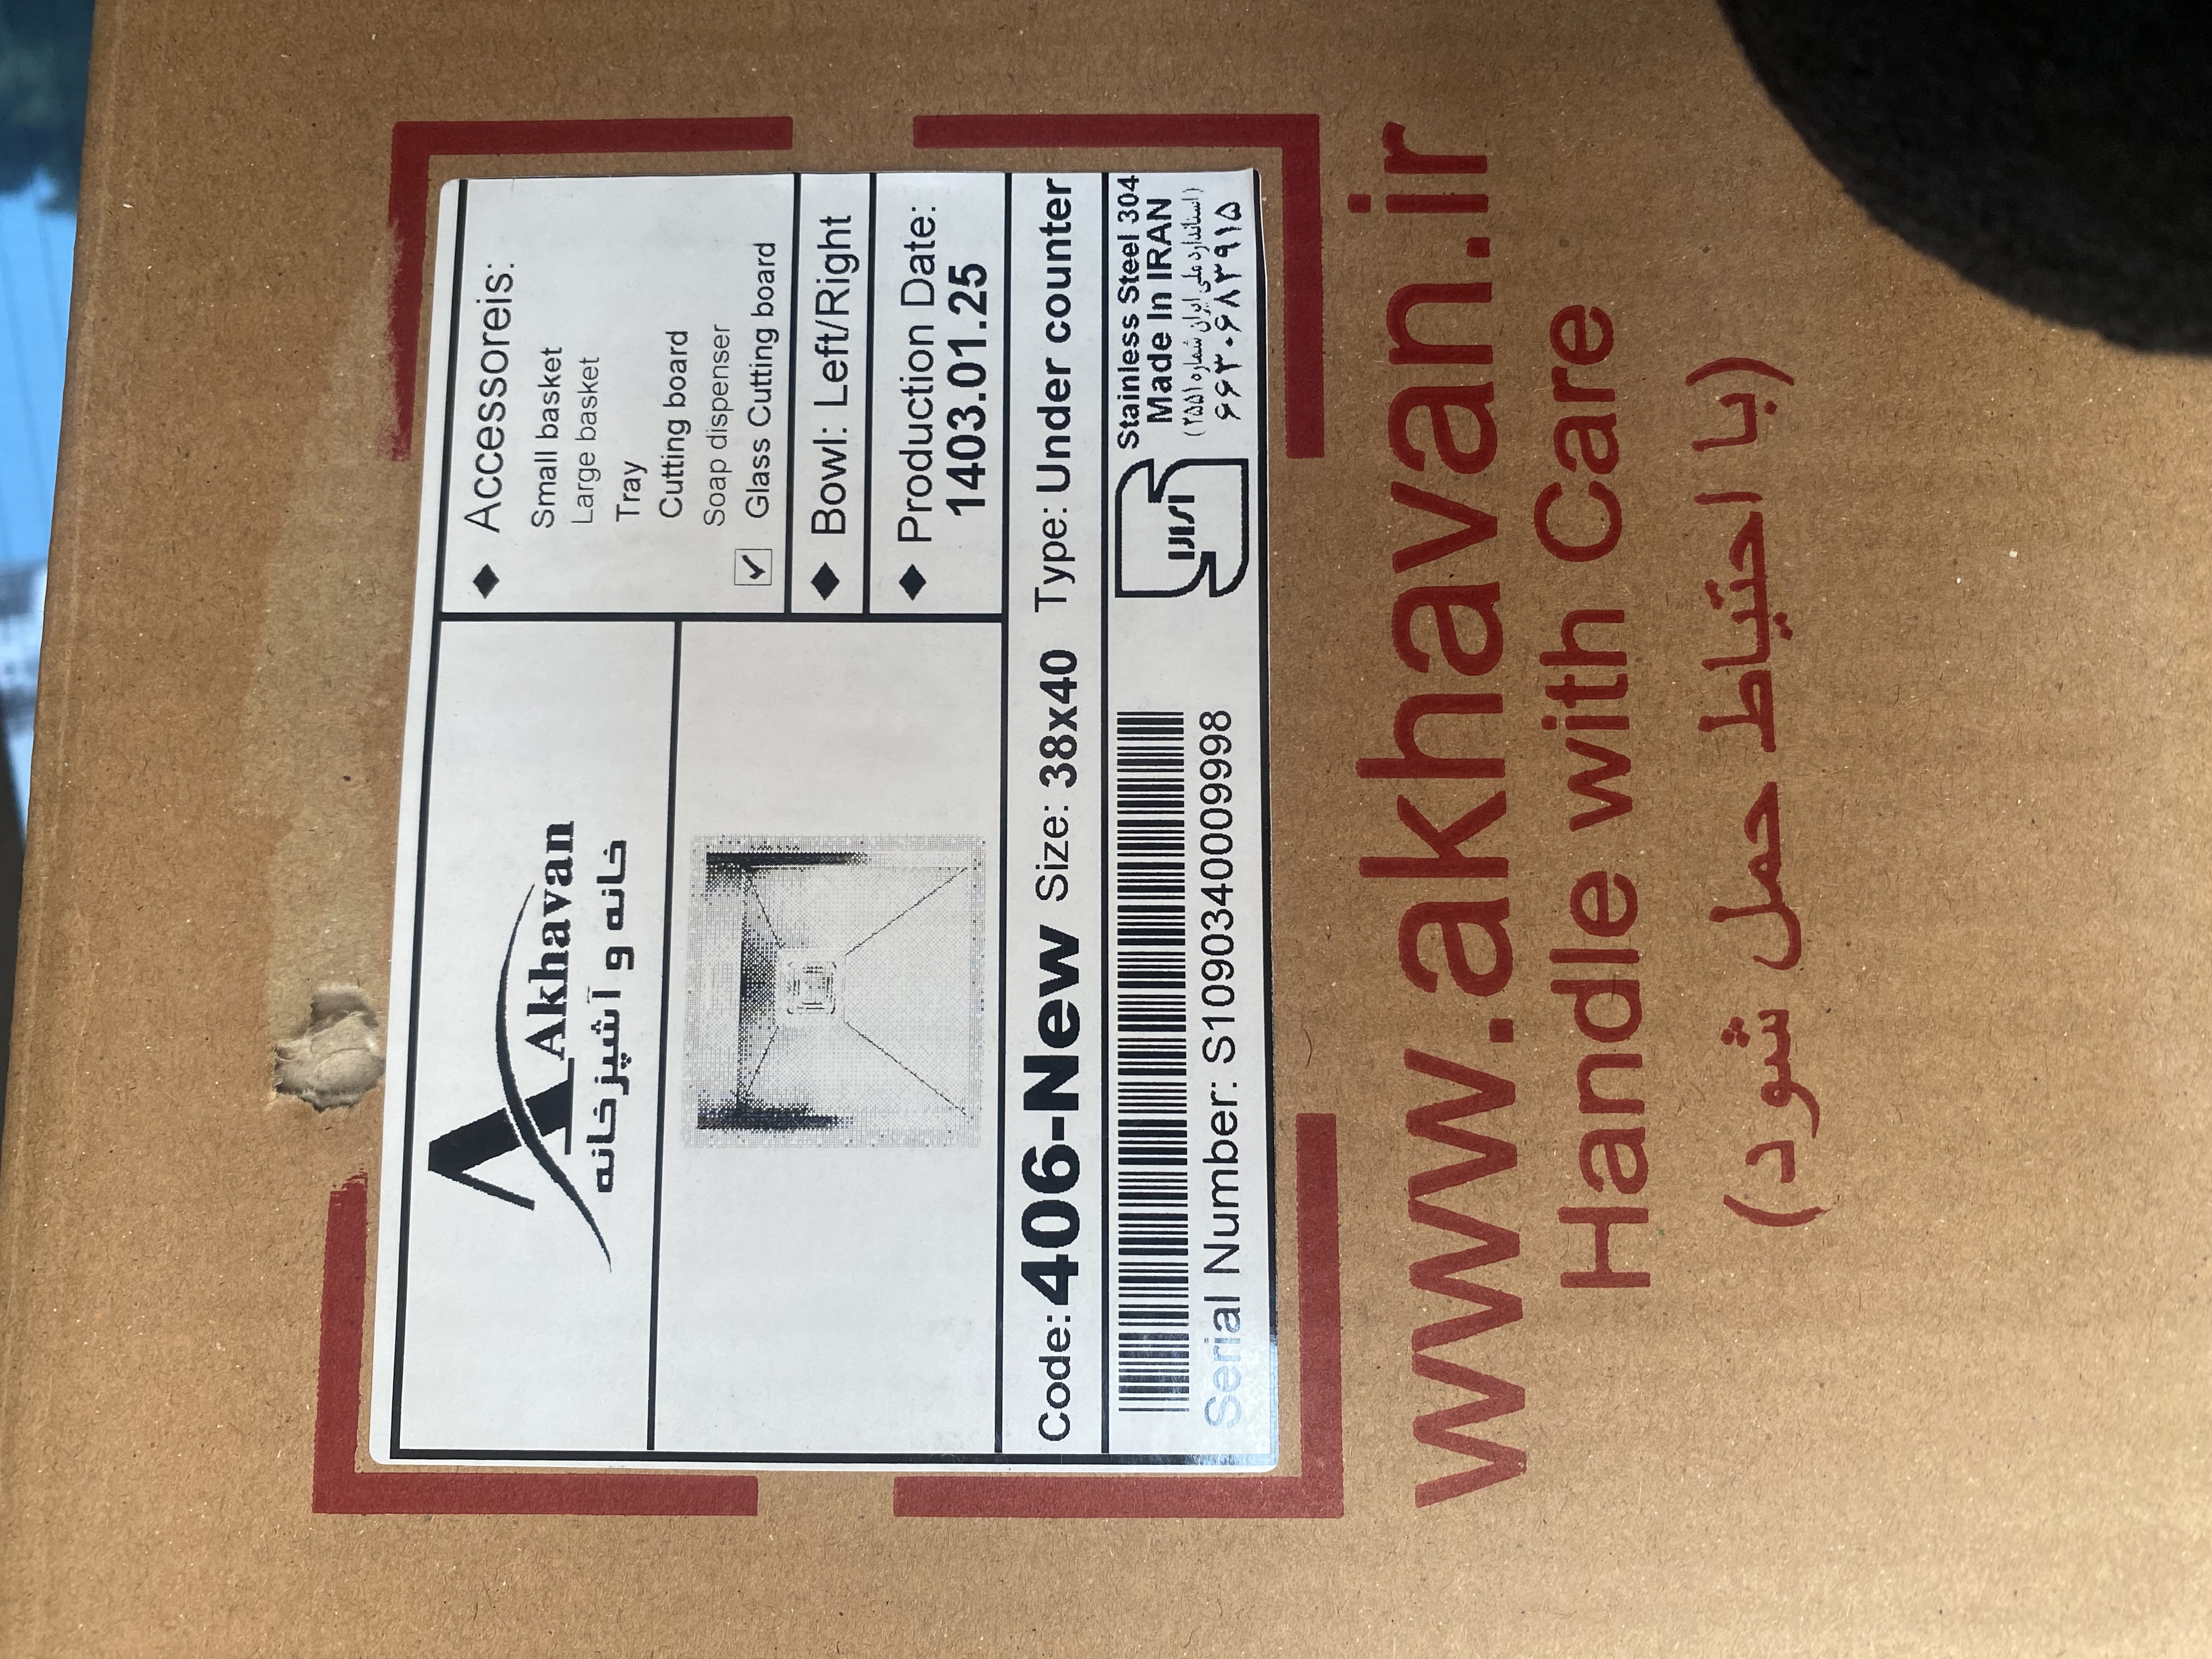 Akhavan
خانه و آشپزخانه
Accessoreis:
Small basket
Large basket
Tray
Cutting board
Soap dispenser
Glass Cutting board
Bowl: Left/Right
Production Date:
1403.01.25
Code: 406-New Size: 38x40 Type: Under counter
Serial Number: S1090340009998
Stainless Steel 304
Made In IRAN
(استاندارد ملی ایران شماره ۲۵۵۱)
۶۶۳۰۶۸۳۹۱۵
www.akhavan.ir
Handle with Care
(با احتیاط حمل شود)